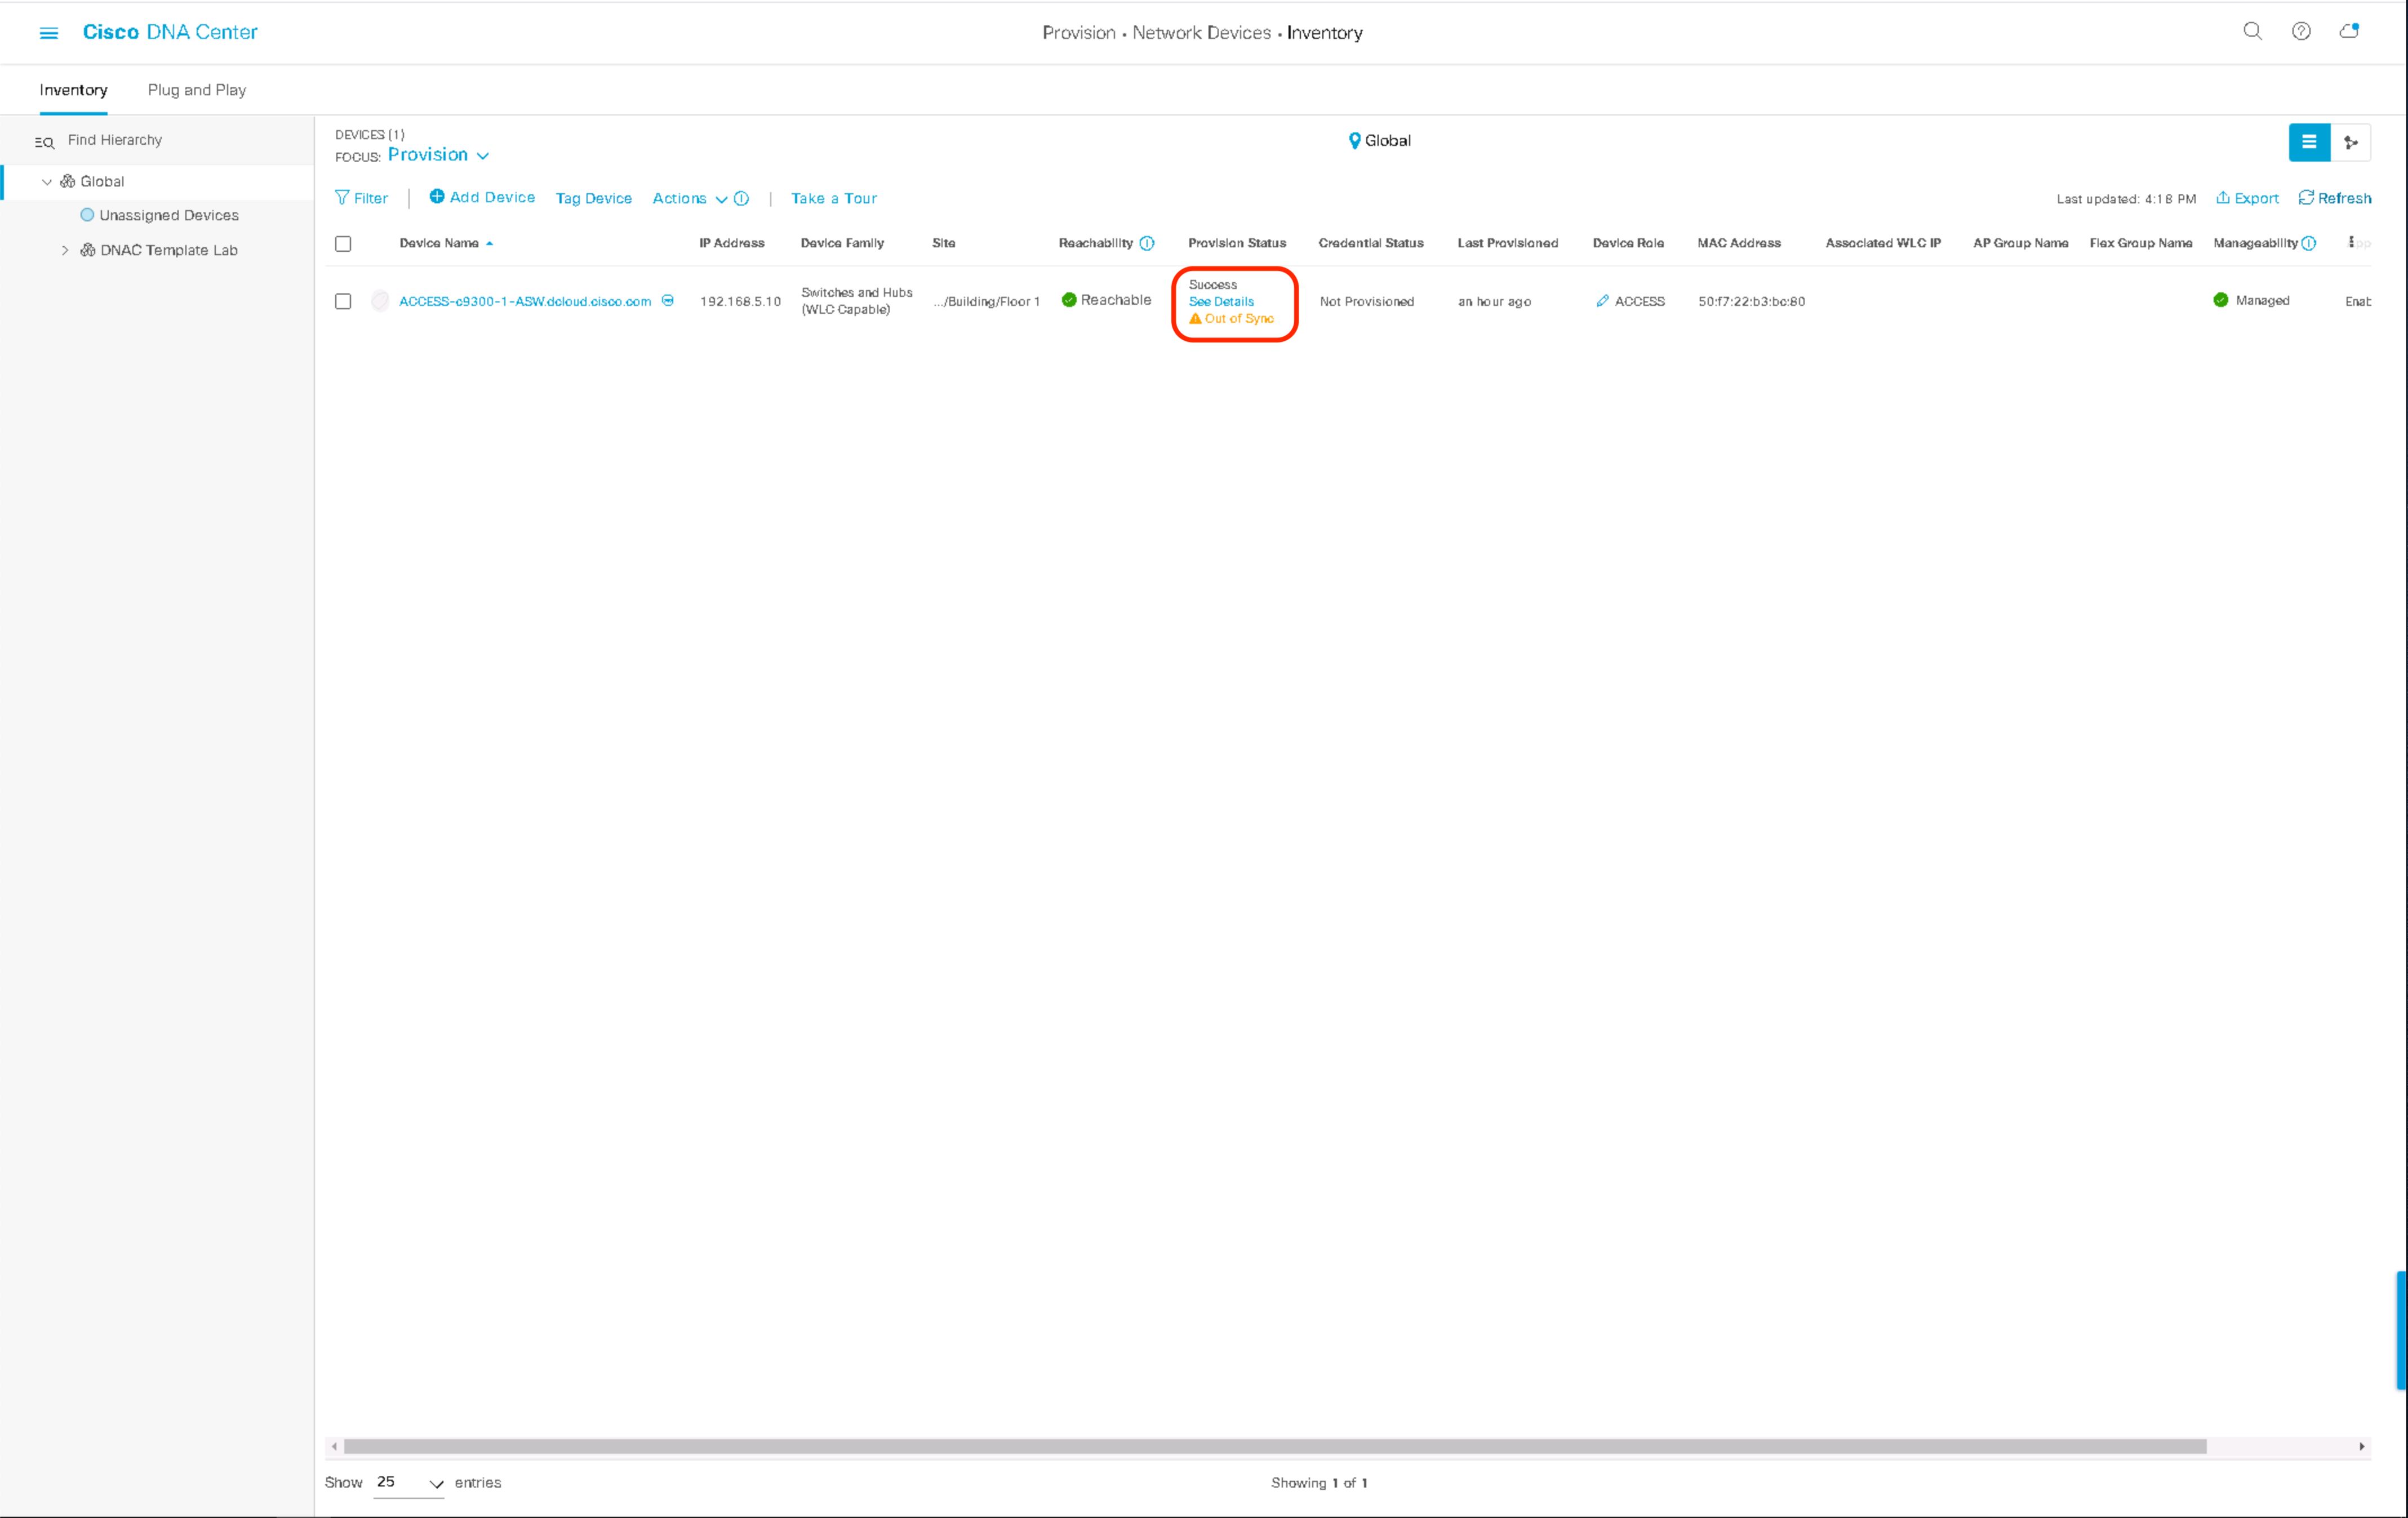 Cisco DNA Center
Provision • Network Devices • Inventory
Inventory Plug and Play
Find Hierarchy
Global
Unassigned Devices
DNAC Template Lab
DEVICES (1)
FOCUS: Provision
Global
Filter | Add Device Tag Device Actions | Take a Tour
Last updated: 4:18 PM Export Refresh
Device Name IP Address Device Family Site Reachability Provision Status Credential Status Last Provisioned Device Role MAC Address Associated WLC IP AP Group Name Flex Group Name Manageability
ACCESS-c9300-1-ASW.dcloud.cisco.com 192.168.5.10 Switches and Hubs (WLC Capable) .../Building/Floor 1 Reachable Success See Details Out of Sync Not Provisioned an hour ago ACCESS 50:f7:22:b3:bc:80 Managed Enab
Show 25 entries
Showing 1 of 1